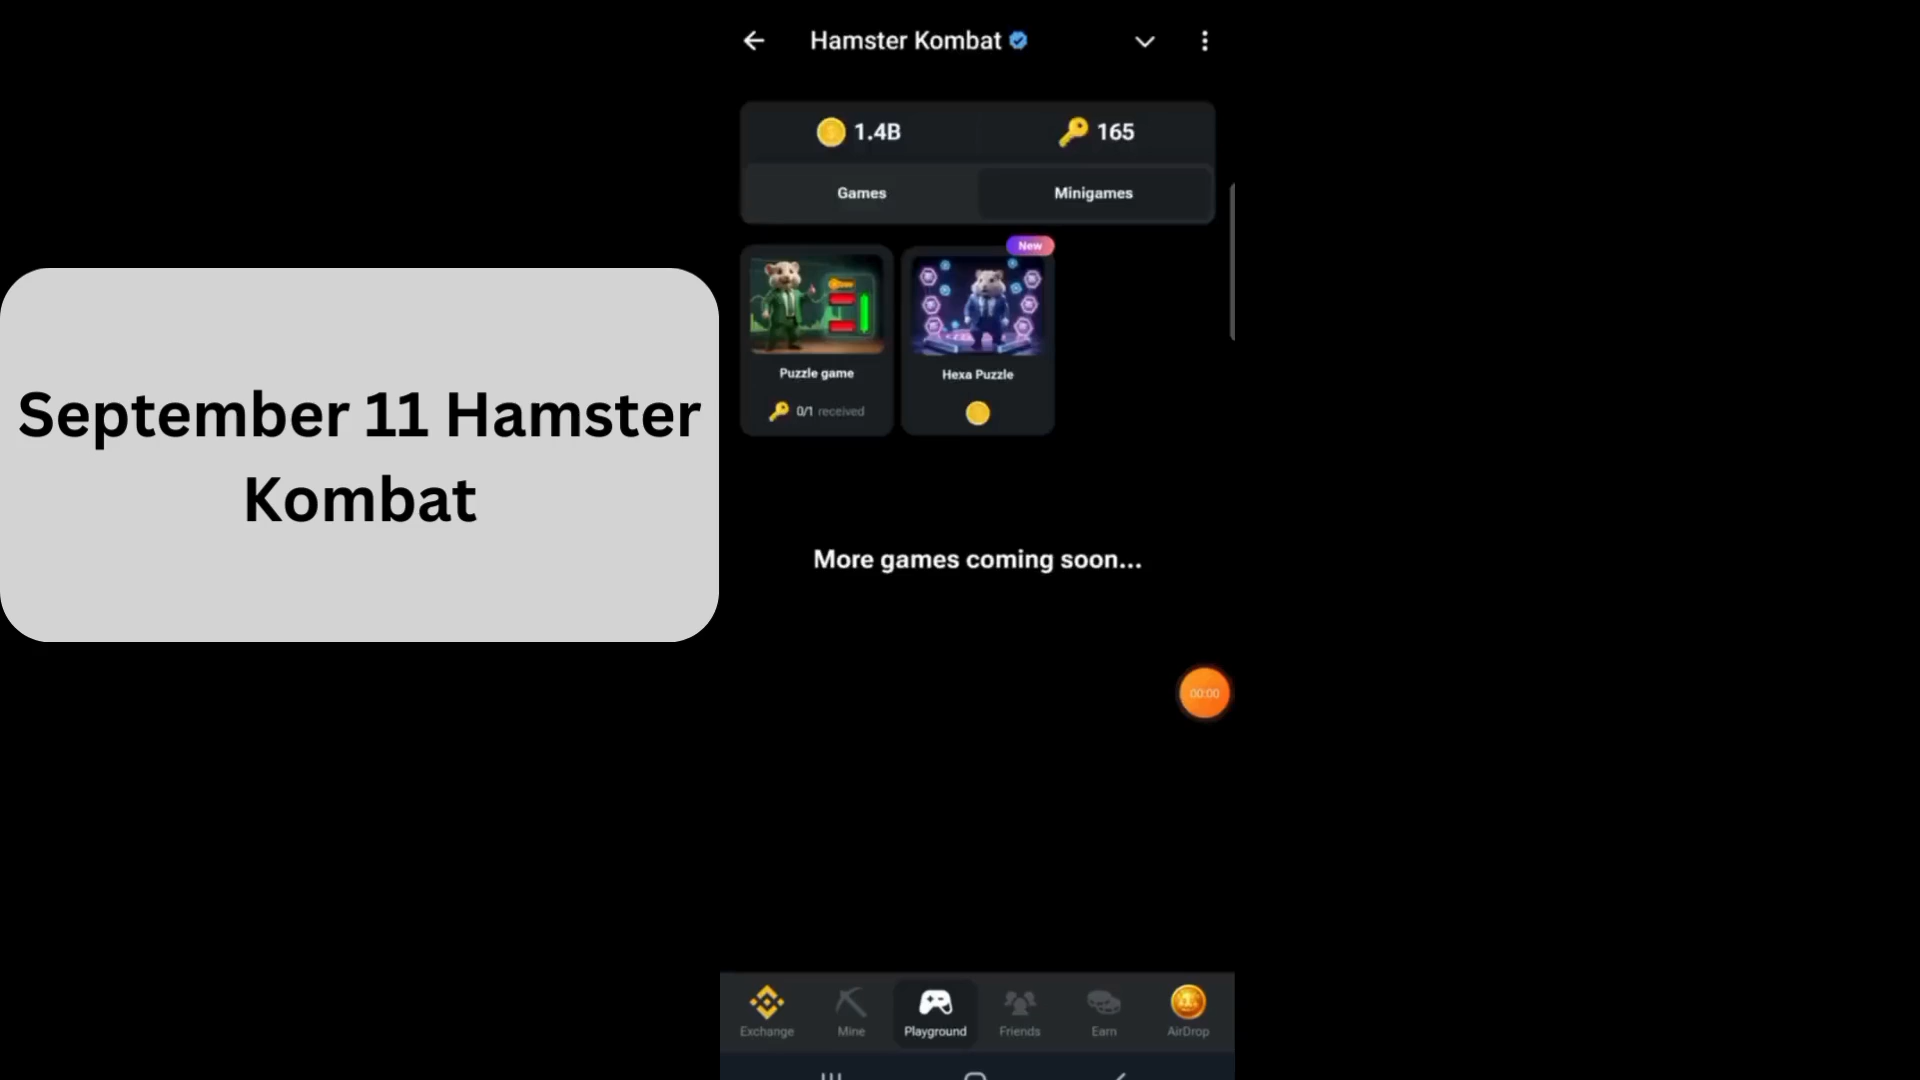 Hamster Kombat
1.4B
165
Games
Minigames
New
Puzzle game
Hexa Puzzle
0/1 received
September 11 Hamster
Kombat
More games coming soon...
00:00
Exchange
Mine
Playground
Friends
Earn
AirDrop